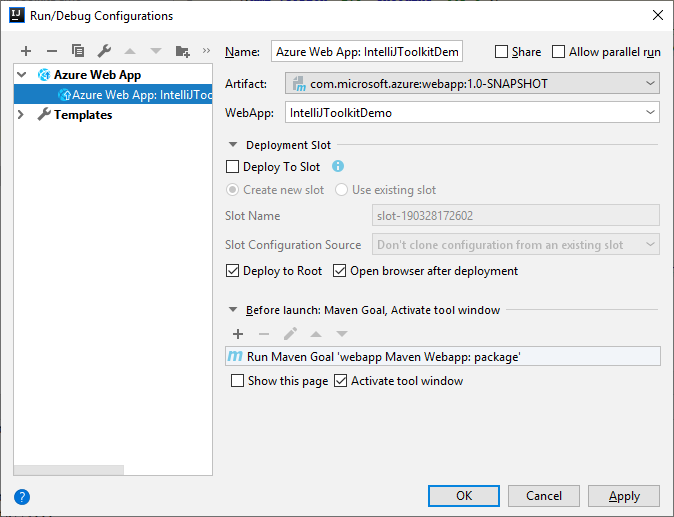 IJ Run/Debug Configurations
Name: Azure Web App: IntelliJToolkitDem Share Allow parallel run
Azure Web App
Azure Web App: IntelliJToo
Templates
Artifact: com.microsoft.azure:webapp:1.0-SNAPSHOT
WebApp: IntelliJToolkitDemo
Deployment Slot
Deploy To Slot
Create new slot Use existing slot
Slot Name slot-190328172602
Slot Configuration Source Don't clone configuration from an existing slot
Deploy to Root Open browser after deployment
Before launch: Maven Goal, Activate tool window
m Run Maven Goal 'webapp Maven Webapp: package'
Show this page Activate tool window
? OK Cancel Apply